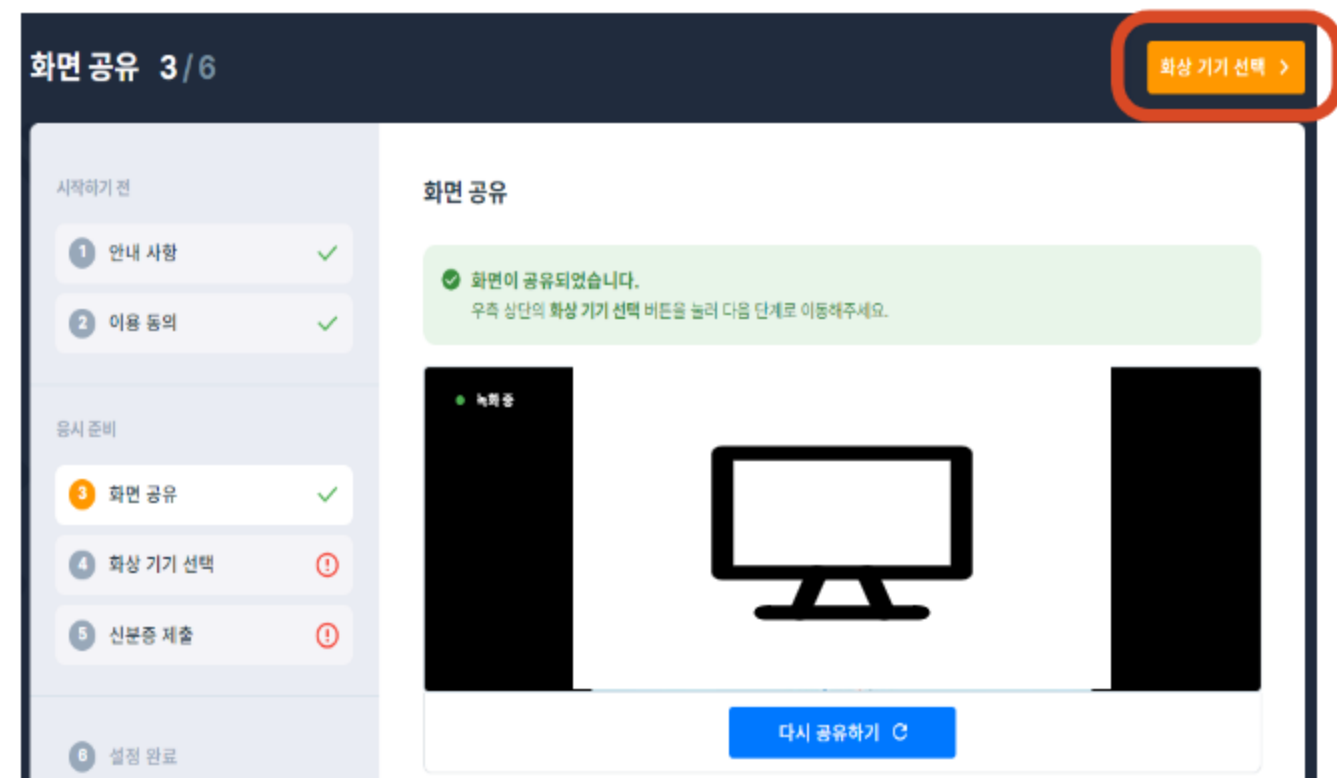 화면 공유 3/6
화상 기기 선택 >
시작하기 전
1 안내 사항
2 이용 동의
응시 준비
3 화면 공유
4 화상 기기 선택
5 신분증 제출
6 설정 완료
화면 공유
화면이 공유되었습니다.
우측 상단의 화상 기기 선택 버튼을 눌러 다음 단계로 이동해주세요.
녹화 중
다시 공유하기